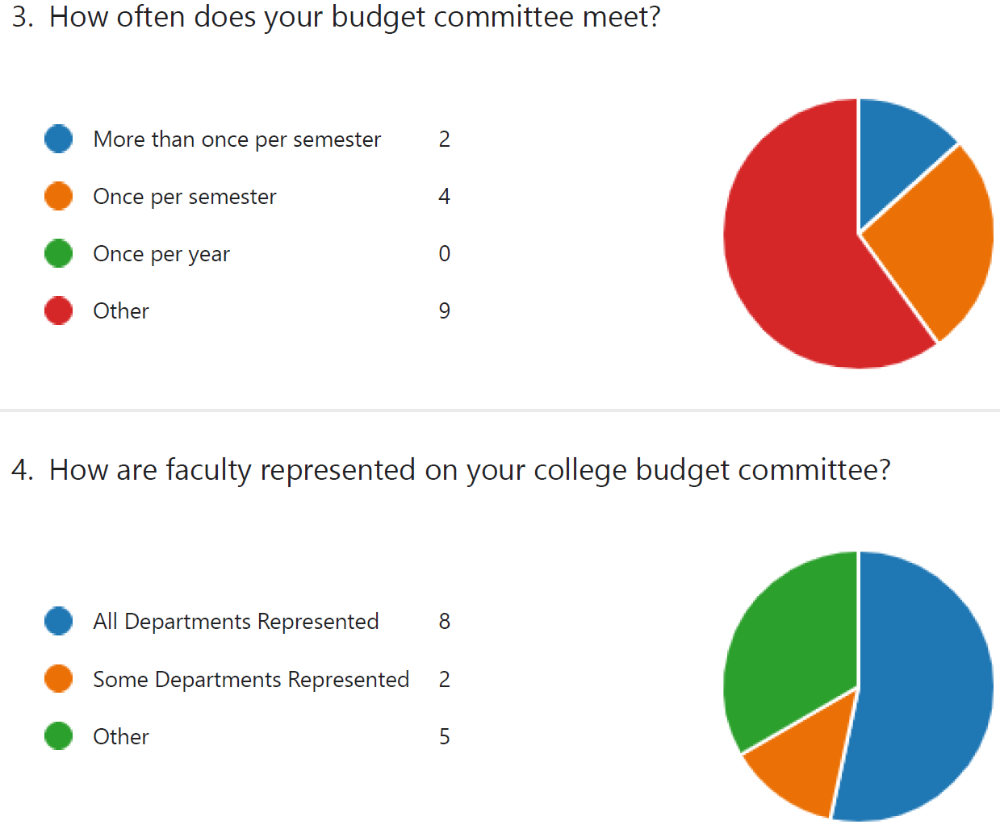 3. How often does your budget committee meet?
More than once per semester 2
Once per semester 4
Once per year 0
Other 9
4. How are faculty represented on your college budget committee?
All Departments Represented 8
Some Departments Represented 2
Other 5